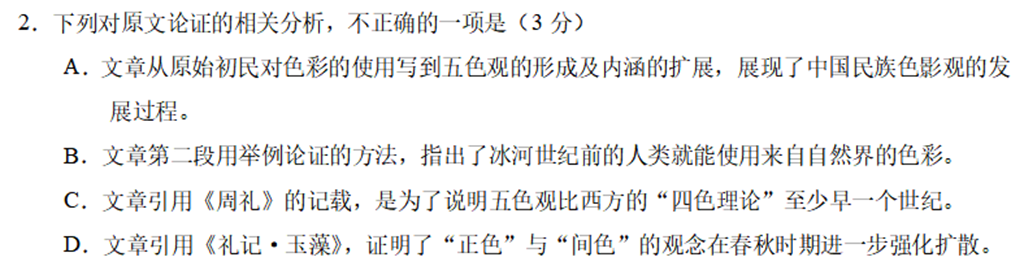 2．下列对原文论证的相关分析，不正确的一项是（3 分）
A．文章从原始初民对色彩的使用写到五色观的形成及内涵的扩展，展现了中国民族色影观的发
展过程。
B．文章第二段用举例论证的方法，指出了冰河世纪前的人类就能使用来自自然界的色彩。
C．文章引用《周礼》的记载，是为了说明五色观比西方的“四色理论”至少早一个世纪。
D．文章引用《礼记·玉藻》，证明了“正色”与“间色”的观念在春秋时期进一步强化扩散。